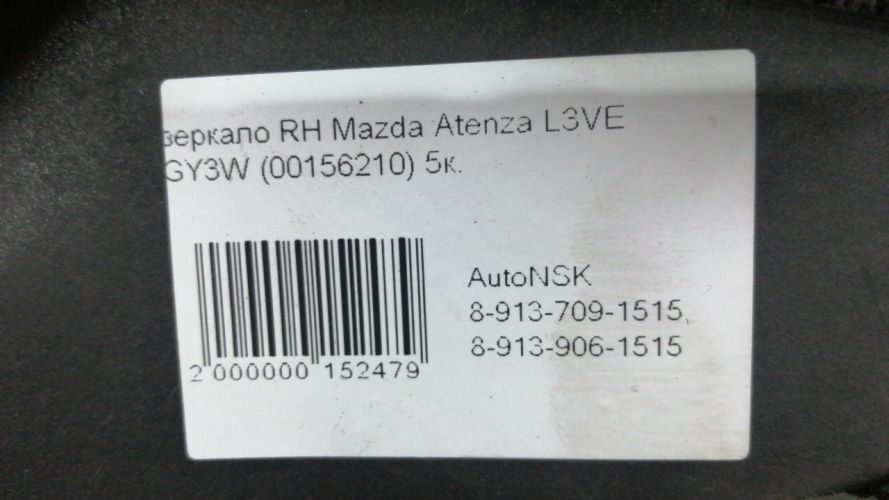 зеркало RH Mazda Atenza L3VE
GY3W (00156210) 5к.
AutoNSK
8-913-709-1515,
8-913-906-1515
2 000000 152479